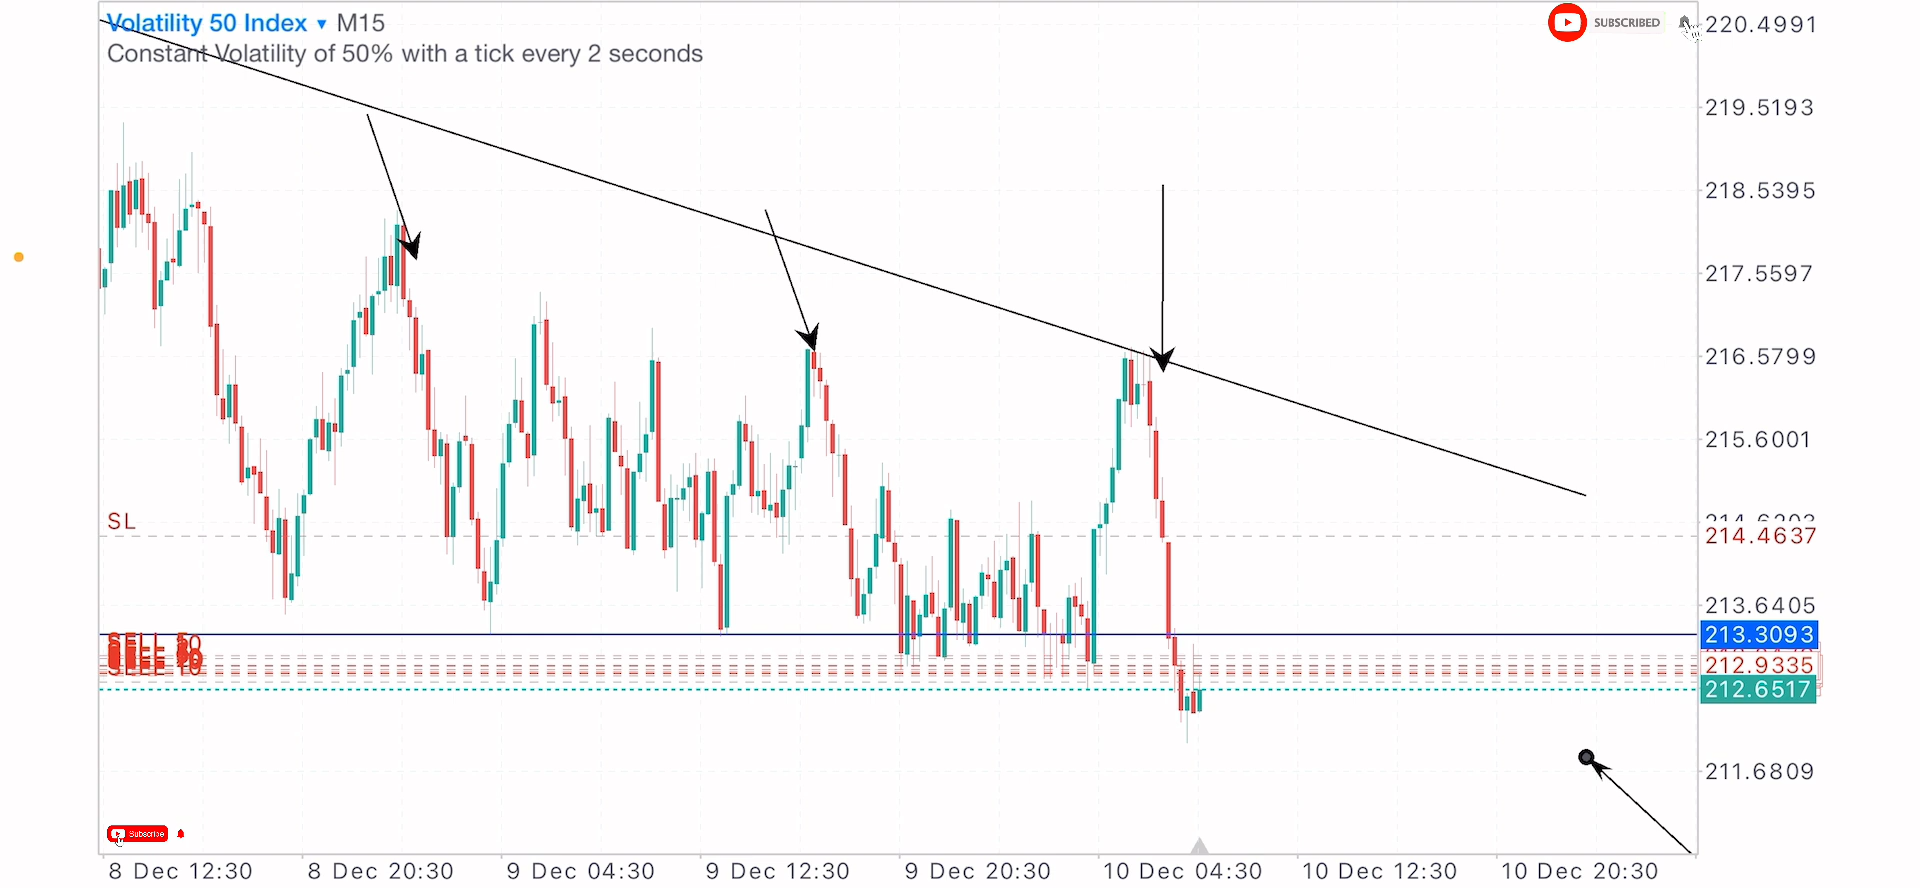 Volatility 50 Index ▾ M15
Constant Volatility of 50% with a tick every 2 seconds
SUBSCRIBED
220.4991
219.5193
218.5395
217.5597
216.5799
215.6001
SL
214.4637
213.6405
213.3093
212.9335
212.6517
211.6809
Subscribe
8 Dec 12:30
8 Dec 20:30
9 Dec 04:30
9 Dec 12:30
9 Dec 20:30
10 Dec 04:30
10 Dec 12:30
10 Dec 20:30